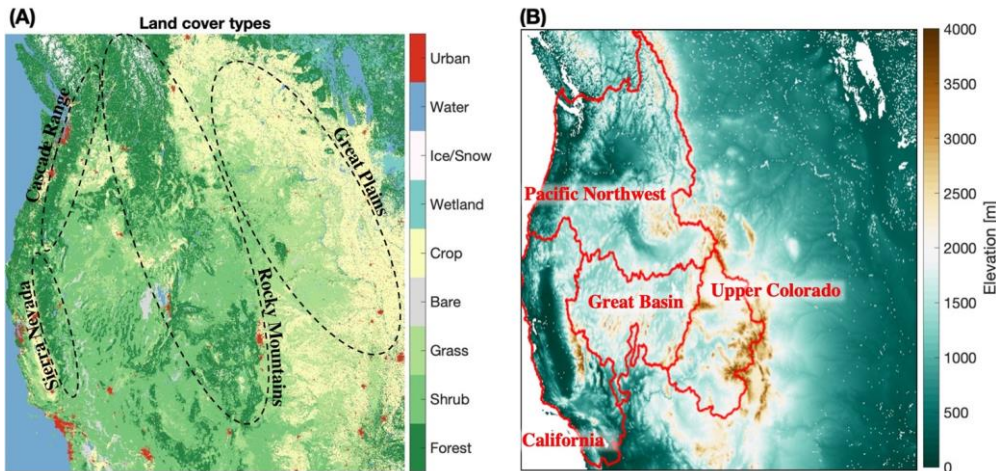 (A)
Land cover types
Cascade Range
Sierra Nevada
Rocky Mountains
Great Plains
Urban
Water
Ice/Snow
Wetland
Crop
Bare
Grass
Shrub
Forest
(B)
Pacific Northwest
Great Basin
Upper Colorado
California
4000
3500
3000
2500
2000
1500
1000
500
0
Elevation [m]